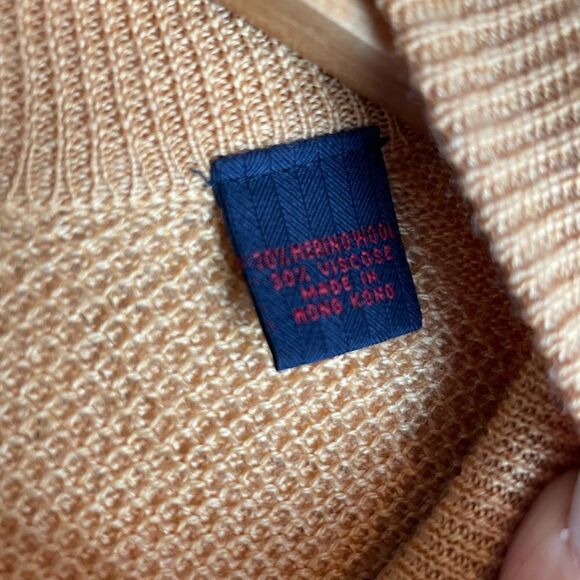 70% MERINO WOOL
30% VISCOSE
MADE IN
HONG KONG